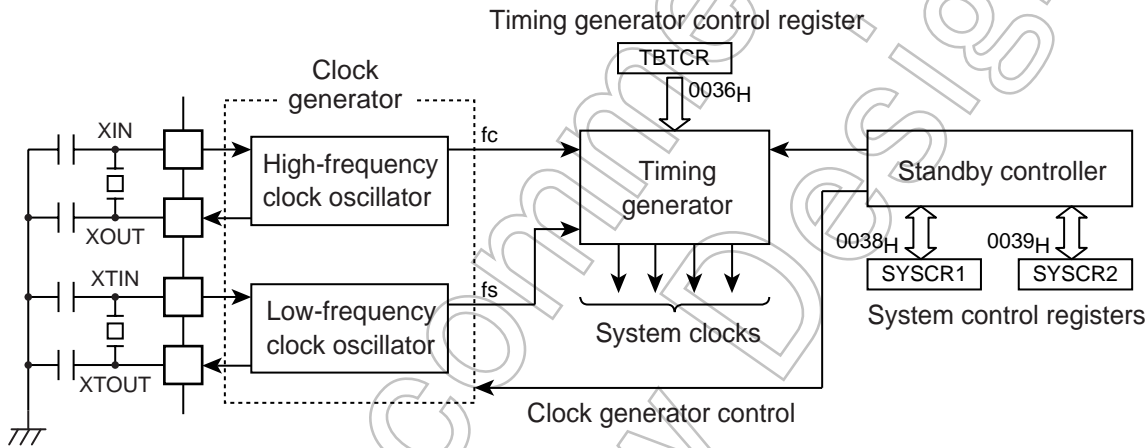 Timing generator control register
TBTCR
0036H
Clock
generator
XIN
XOUT
XTIN
XTOUT
High-frequency
clock oscillator
fc
Low-frequency
clock oscillator
fs
Timing
generator
System clocks
Standby controller
0038H
0039H
SYSCR1
SYSCR2
System control registers
Clock generator control
comme
Desig